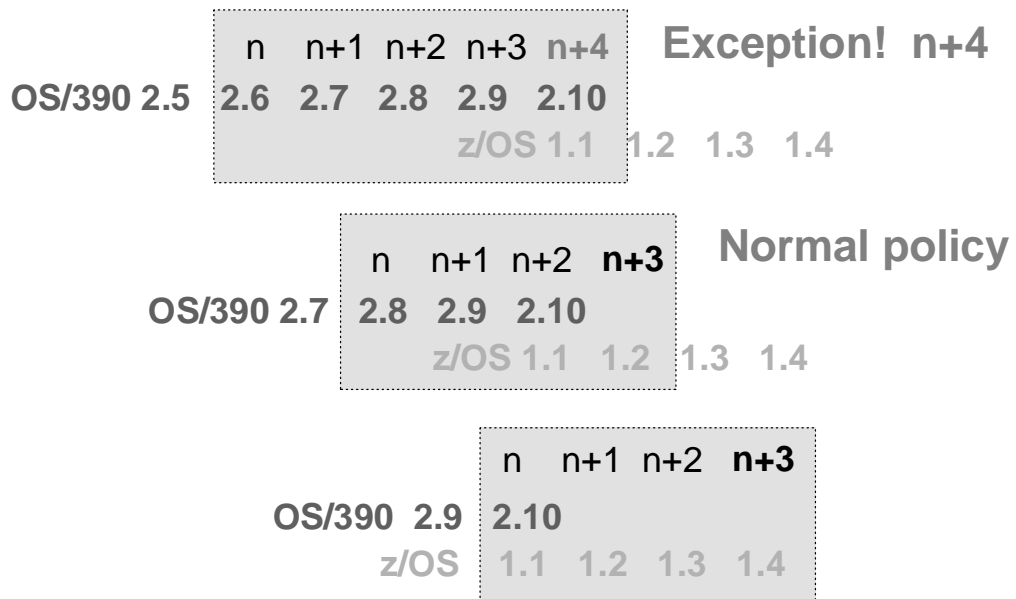 n n+1 n+2 n+3 n+4 Exception! n+4
OS/390 2.5 2.6 2.7 2.8 2.9 2.10
z/OS 1.1 1.2 1.3 1.4
n n+1 n+2 n+3 Normal policy
OS/390 2.7 2.8 2.9 2.10
z/OS 1.1 1.2 1.3 1.4
n n+1 n+2 n+3
OS/390 2.9 2.10
z/OS 1.1 1.2 1.3 1.4